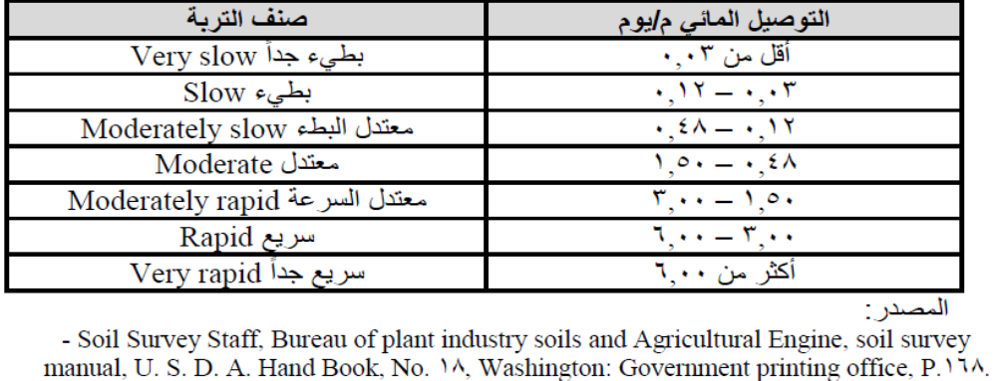 صنف التربة التوصيل المائي م/يوم
بطيء جداً Very slow أقل من ٠,٠٣
بطيء Slow ٠,٠٣ – ٠,١٢
معتدل البطء Moderately slow ٠,١٢ – ٠,٤٨
معتدل Moderate ٠,٤٨ – ١,٥٠
معتدل السرعة Moderately rapid ١,٥٠ – ٣,٠٠
سريع Rapid ٣,٠٠ – ٦,٠٠
سريع جداً Very rapid أكثر من ٦,٠٠
المصدر:
- Soil Survey Staff, Bureau of plant industry soils and Agricultural Engine, soil survey
manual, U. S. D. A. Hand Book, No. ١٨, Washington: Government printing office, P.١٦٨.